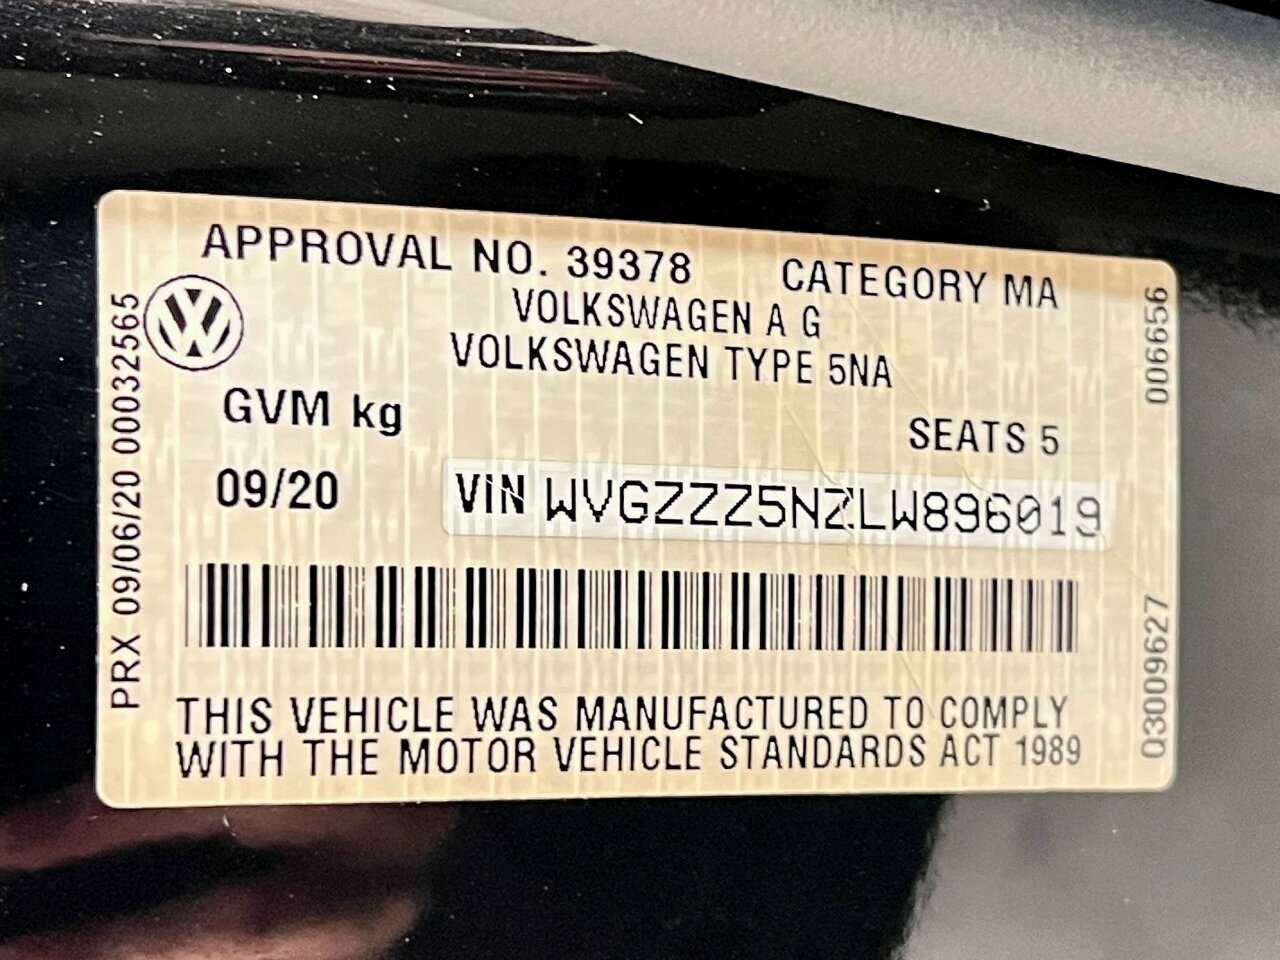 APPROVAL NO. 39378 CATEGORY MA
VOLKSWAGEN A G
VOLKSWAGEN TYPE 5NA
GVM kg
SEATS 5
09/20
VIN WVGZZZ5NZLW896019
THIS VEHICLE WAS MANUFACTURED TO COMPLY
WITH THE MOTOR VEHICLE STANDARDS ACT 1989
PRX 09/06/20 00032565
03009627 006656